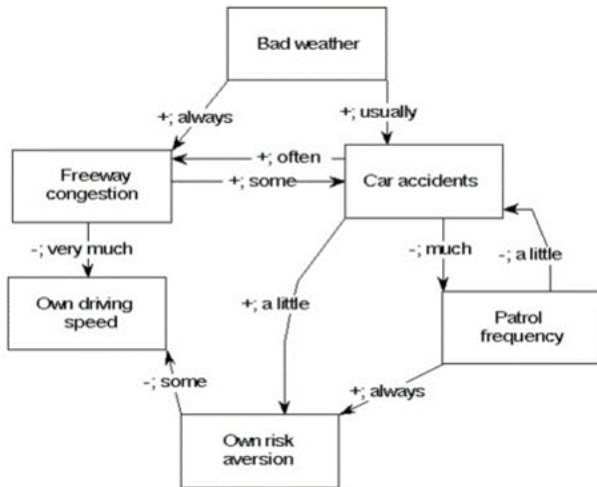 Bad weather
+; always
+; usually
Freeway
congestion
+; often
+; some
Car accidents
-; very much
-; much
-; a little
Own driving
speed
+; a little
Patrol
frequency
-; some
+; always
Own risk
aversion